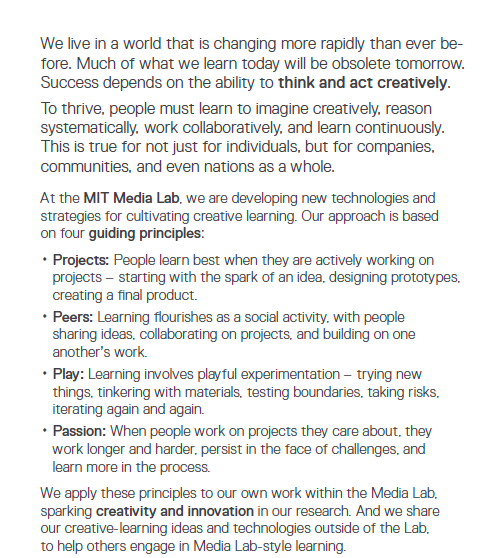 We live in a world that is changing more rapidly than ever be-
fore. Much of what we learn today will be obsolete tomorrow.
Success depends on the ability to think and act creatively.
To thrive, people must learn to imagine creatively, reason
systematically, work collaboratively, and learn continuously.
This is true for not just for individuals, but for companies,
communities, and even nations as a whole.
At the MIT Media Lab, we are developing new technologies and
strategies for cultivating creative learning. Our approach is based
on four guiding principles:
• Projects: People learn best when they are actively working on
projects – starting with the spark of an idea, designing prototypes,
creating a final product.
• Peers: Learning flourishes as a social activity, with people
sharing ideas, collaborating on projects, and building on one
another's work.
• Play: Learning involves playful experimentation – trying new
things, tinkering with materials, testing boundaries, taking risks,
iterating again and again.
• Passion: When people work on projects they care about, they
work longer and harder, persist in the face of challenges, and
learn more in the process.
We apply these principles to our own work within the Media Lab,
sparking creativity and innovation in our research. And we share
our creative-learning ideas and technologies outside of the Lab,
to help others engage in Media Lab-style learning.